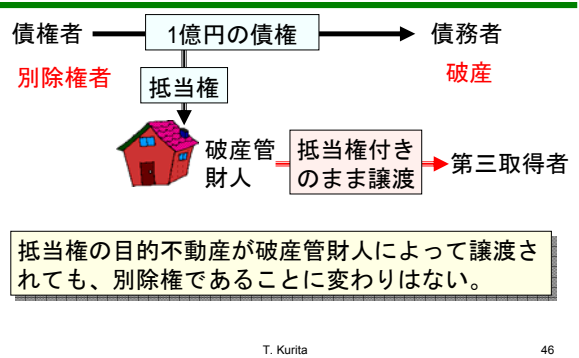 債権者
1億円の債権
債務者
別除権者
破産
抵当権
破産管
財人
抵当権付き
のまま譲渡
第三取得者
抵当権の目的不動産が破産管財人によって譲渡さ
れても、別除権であることに変わりはない。
T. Kurita
46